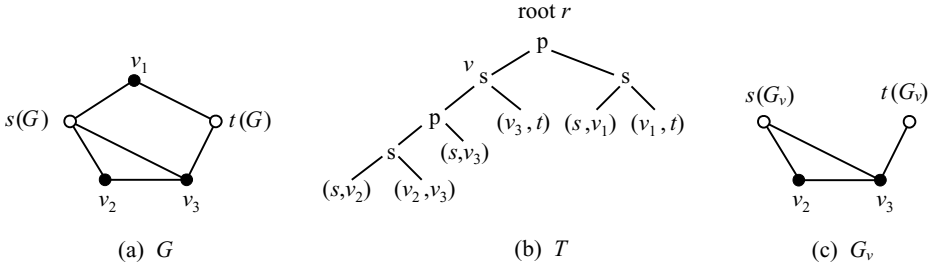 v1
s(G)
t(G)
v2
v3
(a) G
root r
p
v
s
s
p
(v3, t)
(s,v1)
(v1, t)
s
(s,v3)
(s,v2)
(v2 ,v3)
(b) T
s(Gv)
t(Gv)
v2
v3
(c) Gv